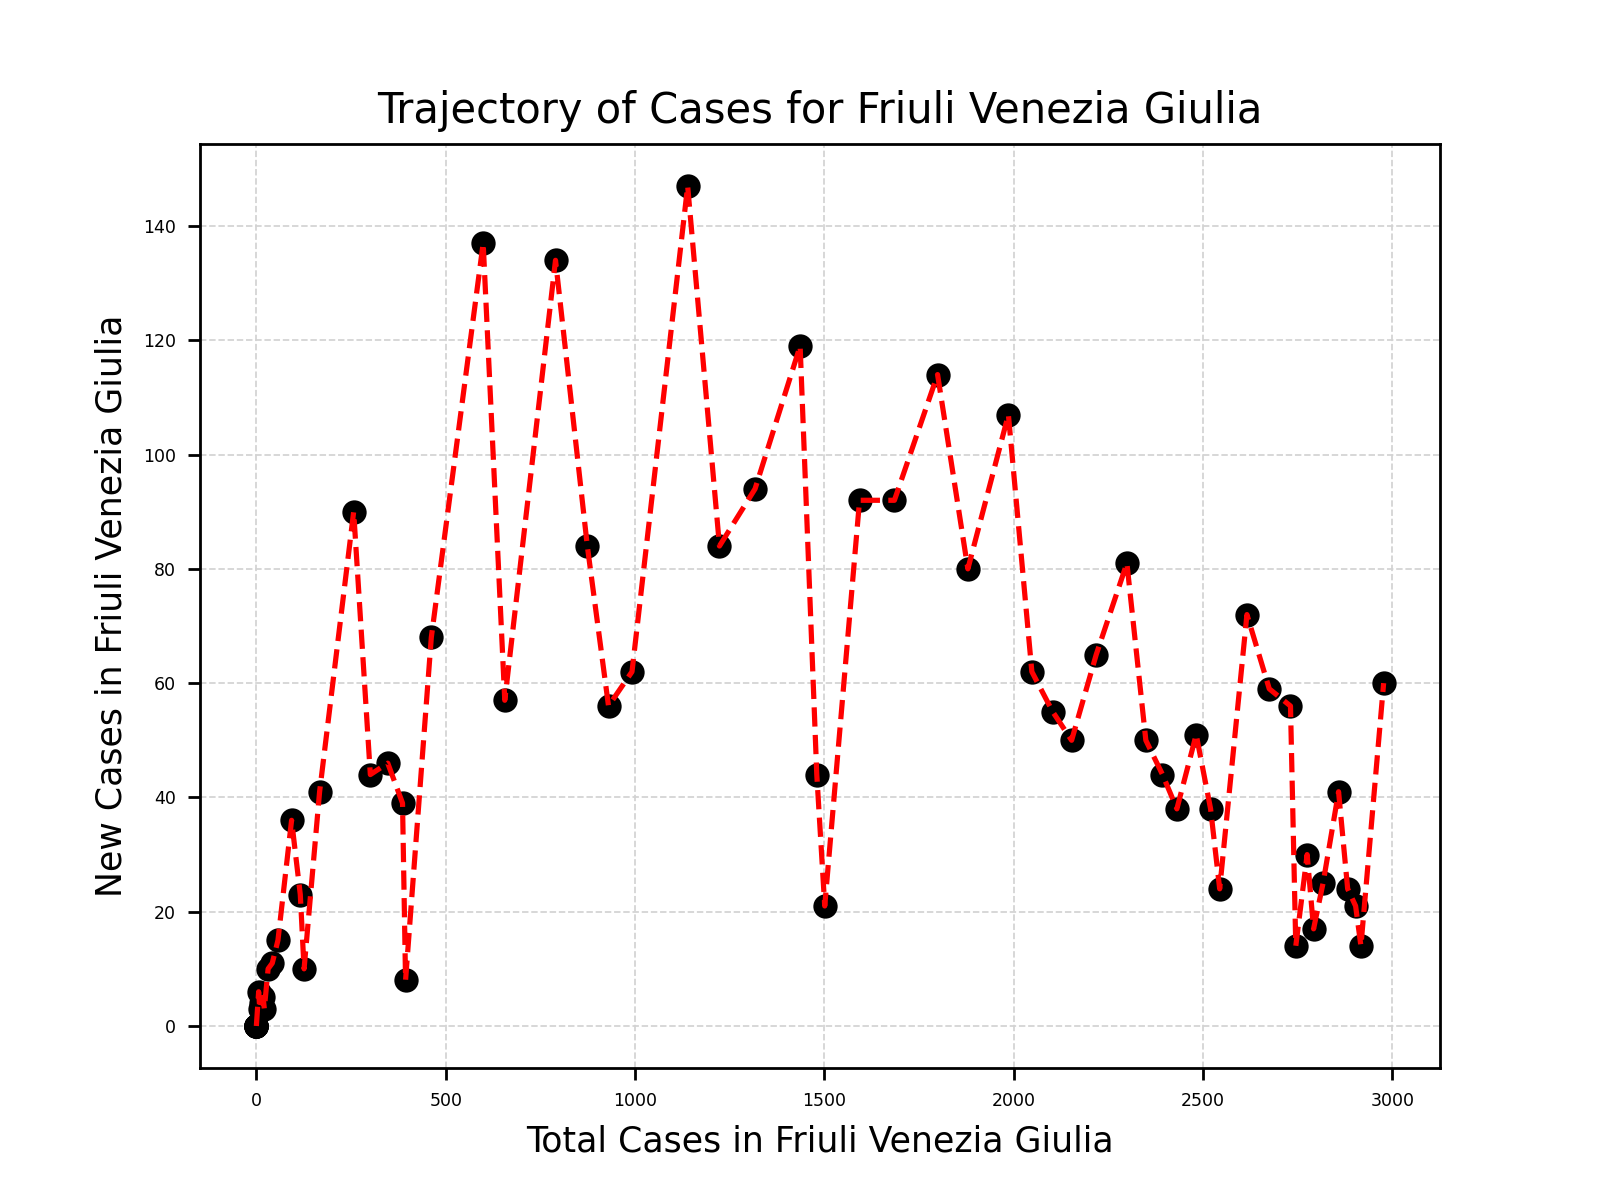 Trajectory of Cases for Friuli Venezia Giulia
New Cases in Friuli Venezia Giulia
140
120
100
80
60
40
20
0
0 500 1000 1500 2000 2500 3000
Total Cases in Friuli Venezia Giulia